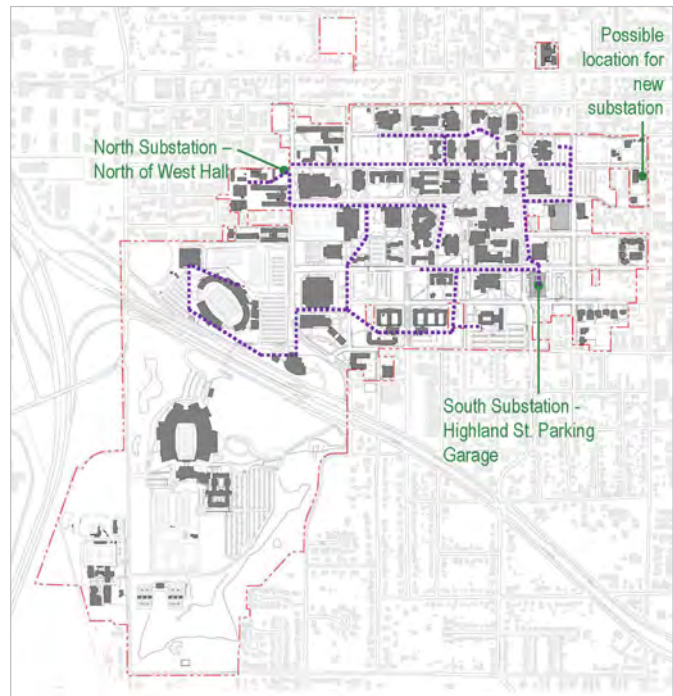 Possible
location for
new
substation
North Substation –
North of West Hall
South Substation -
Highland St. Parking
Garage